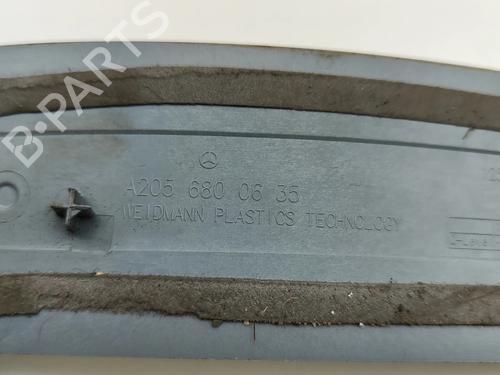 B-PARTS
A205 680 06 35
WEIDMANN PLASTICS TECHNOLOGY